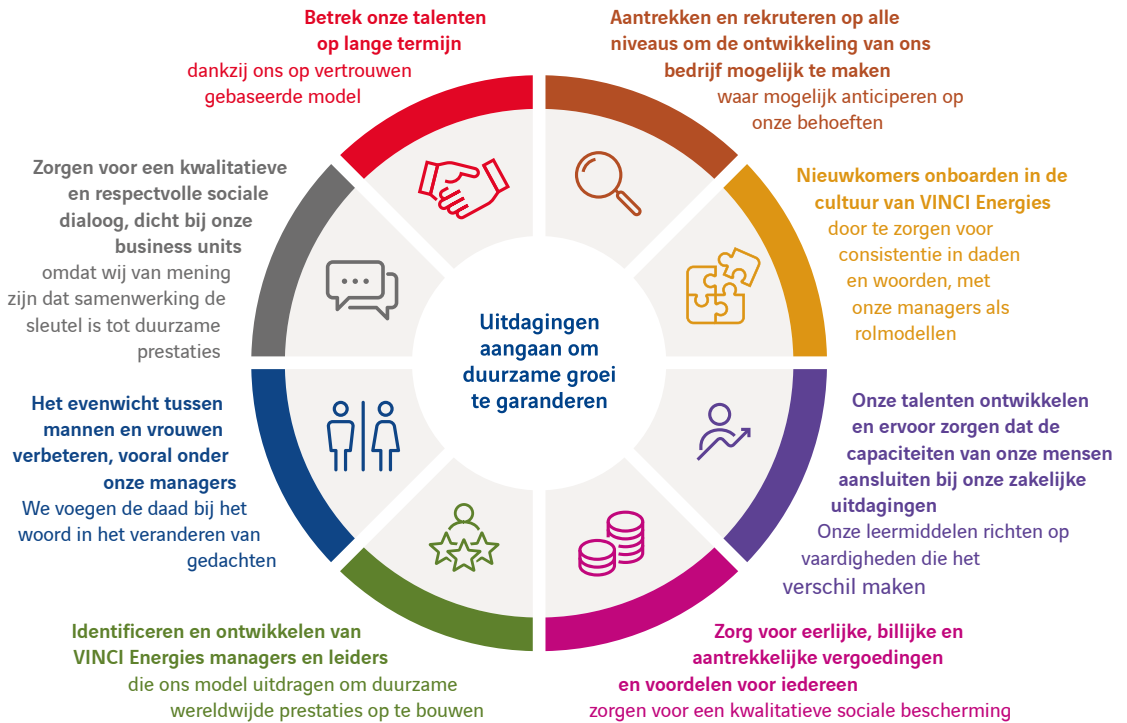 Betrek onze talenten
op lange termijn
dankzij ons op vertrouwen
gebaseerde model
Aantrekken en rekruteren op alle
niveaus om de ontwikkeling van ons
bedrijf mogelijk te maken
waar mogelijk anticiperen op
onze behoeften
Nieuwkomers onboarden in de
cultuur van VINCI Energies
door te zorgen voor
consistentie in daden
en woorden, met
onze managers als
rolmodellen
Onze talenten ontwikkelen
en ervoor zorgen dat de
capaciteiten van onze mensen
aansluiten bij onze zakelijke
uitdagingen
Onze leermiddelen richten op
vaardigheden die het
verschil maken
Zorg voor eerlijke, billijke en
aantrekkelijke vergoedingen
en voordelen voor iedereen
zorgen voor een kwalitatieve sociale bescherming
Identificeren en ontwikkelen van
VINCI Energies managers en leiders
die ons model uitdragen om duurzame
wereldwijde prestaties op te bouwen
Het evenwicht tussen
mannen en vrouwen
verbeteren, vooral onder
onze managers
We voegen de daad bij het
woord in het veranderen van
gedachten
Zorgen voor een kwalitatieve
en respectvolle sociale
dialoog, dicht bij onze
business units
omdat wij van mening
zijn dat samenwerking de
sleutel is tot duurzame
prestaties
Uitdagingen
aangaan om
duurzame groei
te garanderen